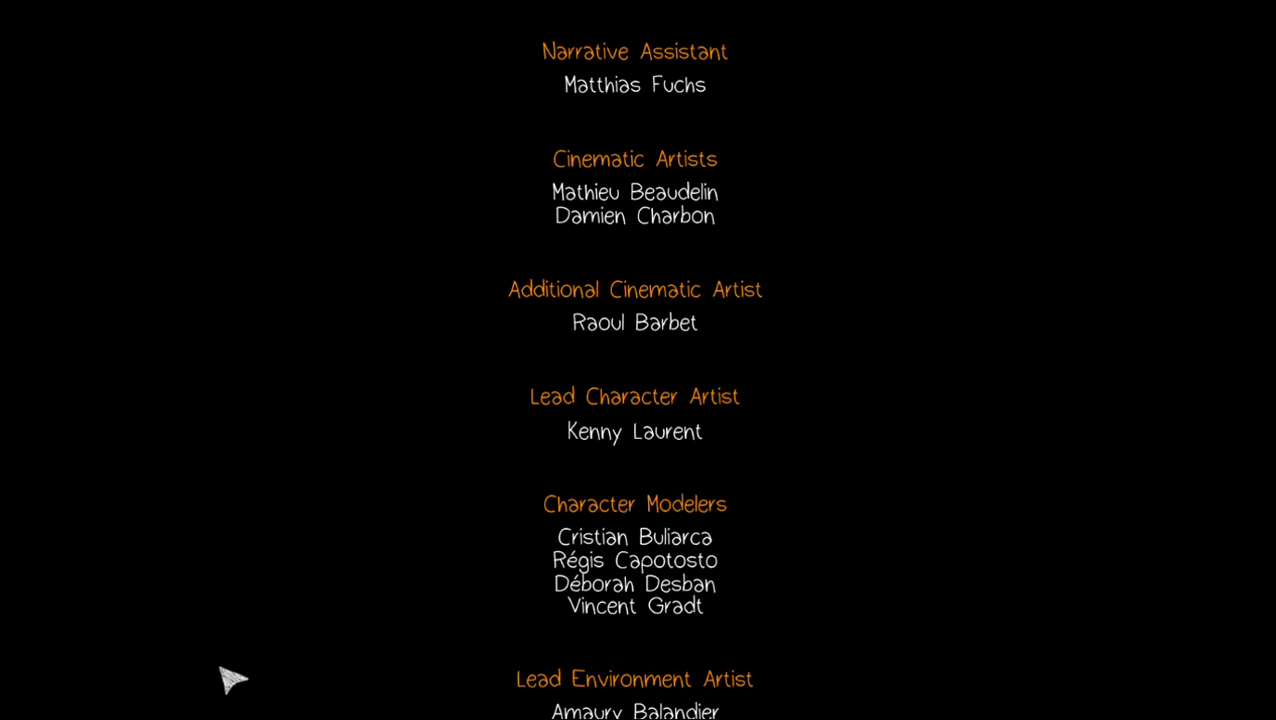 Narrative Assistant
Matthias Fuchs
Cinematic Artists
Mathieu Beaudelin
Damien Charbon
Additional Cinematic Artist
Raoul Barbet
Lead Character Artist
Kenny Laurent
Character Modelers
Cristian Buliarca
Régis Capotosto
Déborah Desban
Vincent Gradt
Lead Environment Artist
Amaury Balandier